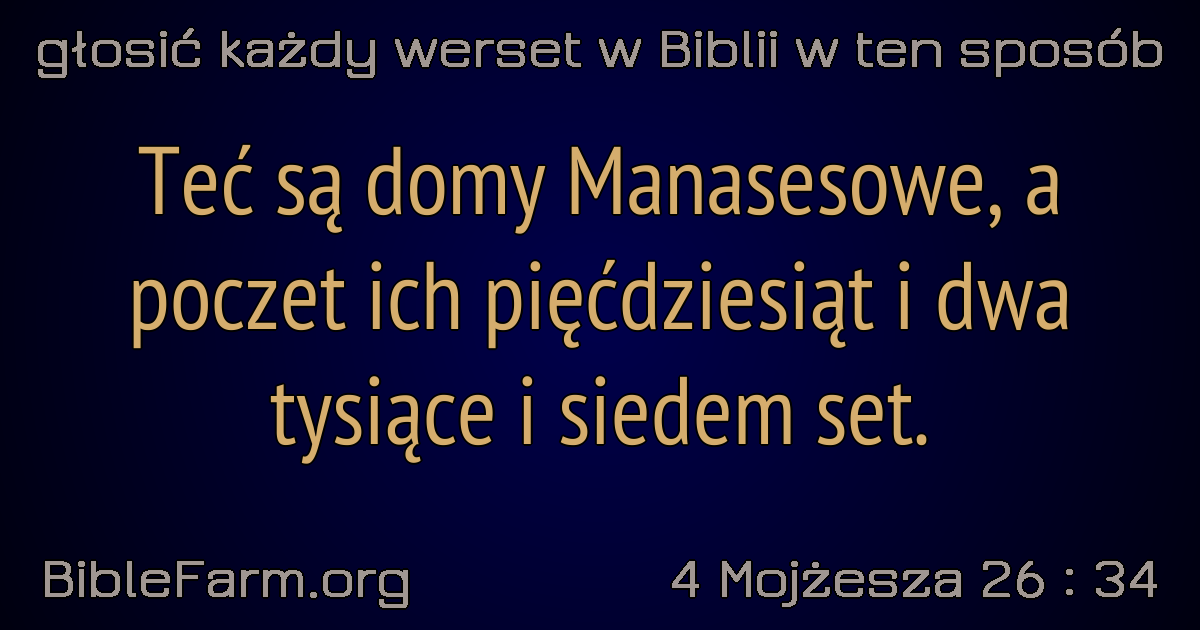 głosić każdy werset w Biblii w ten sposób
Teć są domy Manasesowe, a
poczet ich pięćdziesiąt i dwa
tysiące i siedem set.
BibleFarm.org
4 Mojżesza 26 : 34